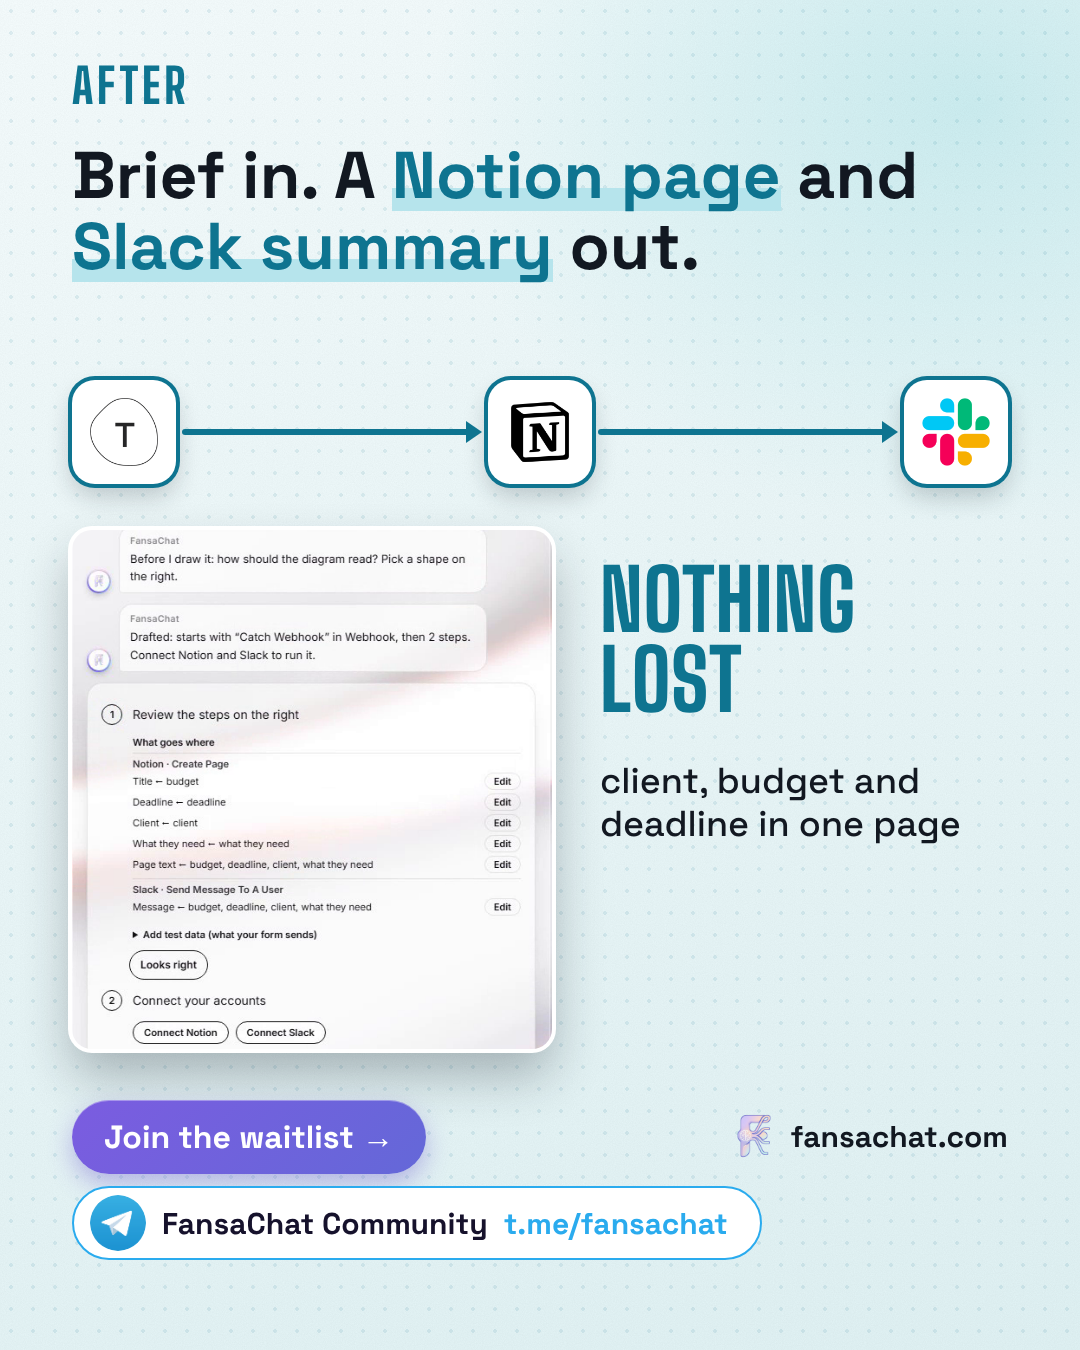 AFTER
Brief in. A Notion page and
Slack summary out.
T
N
FansaChat
Before I draw it: how should the diagram read? Pick a shape on
the right.
FansaChat
Drafted: starts with “Catch Webhook” in Webhook, then 2 steps.
Connect Notion and Slack to run it.
1 Review the steps on the right
What goes where
Notion · Create Page
Title ← budget Edit
Deadline ← deadline Edit
Client ← client Edit
What they need ← what they need Edit
Page text ← budget, deadline, client, what they need Edit
Slack · Send Message To A User
Message ← budget, deadline, client, what they need Edit
▶ Add test data (what your form sends)
Looks right
2 Connect your accounts
Connect Notion Connect Slack
NOTHING
LOST
client, budget and
deadline in one page
Join the waitlist →
fansachat.com
FansaChat Community t.me/fansachat